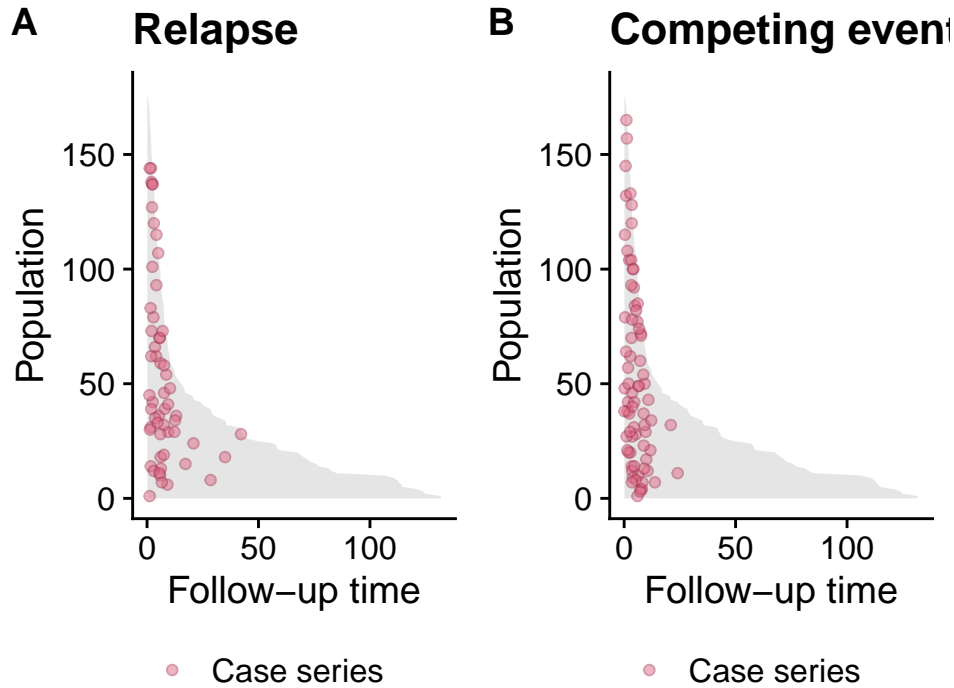 A
Relapse
150
100
50
0
Population
0 50 100
Follow−up time
Case series
B
Competing event
150
100
50
0
Population
0 50 100
Follow−up time
Case series